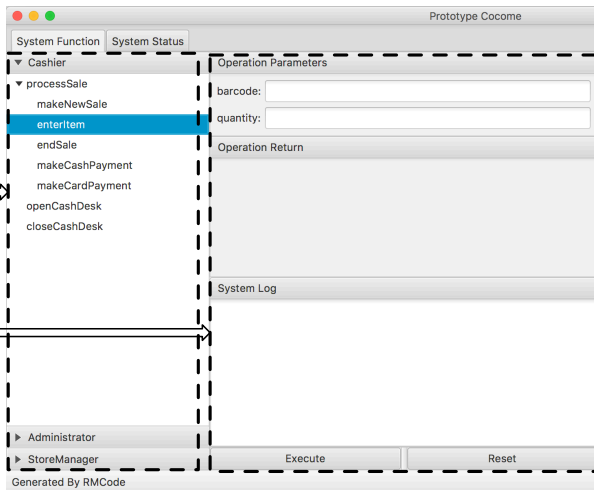 Prototype Cocome
System Function
System Status
Cashier
processSale
makeNewSale
enterItem
endSale
makeCashPayment
makeCardPayment
openCashDesk
closeCashDesk
Administrator
StoreManager
Operation Parameters
barcode:
quantity:
Operation Return
System Log
Execute
Reset
Generated By RMCode